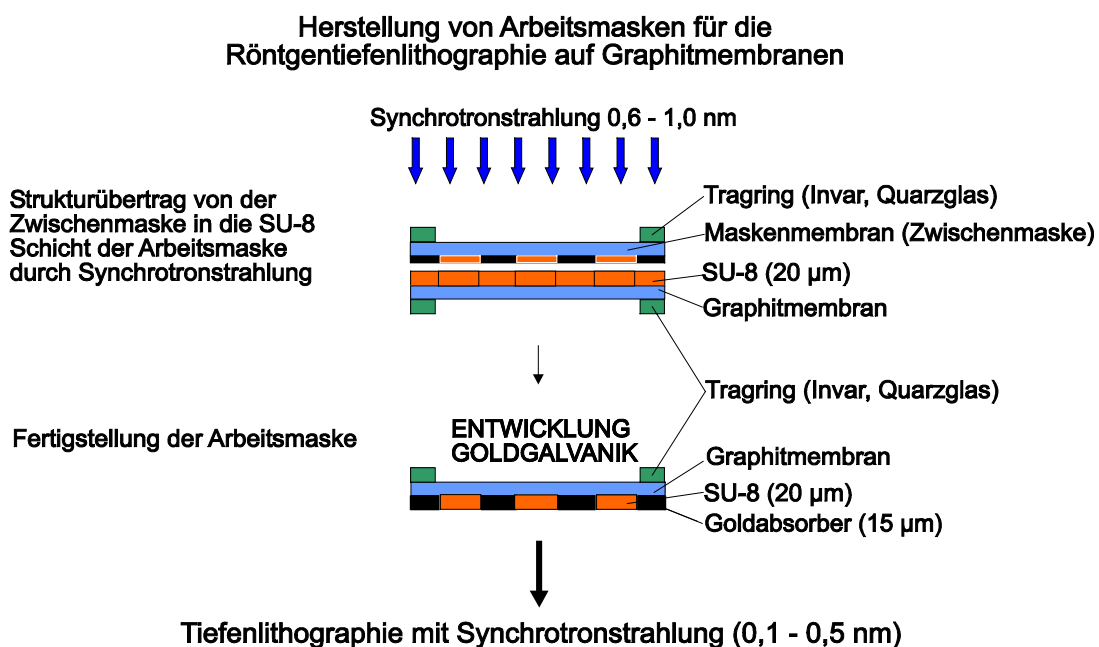 Herstellung von Arbeitsmasken für die
Röntgentiefenlithographie auf Graphitmembranen
Synchrotronstrahlung 0,6 - 1,0 nm
Strukturübertrag von der
Zwischenmaske in die SU-8
Schicht der Arbeitsmaske
durch Synchrotronstrahlung
Tragring (Invar, Quarzglas)
Maskenmembran (Zwischenmaske)
SU-8 (20 µm)
Graphitmembran
Tragring (Invar, Quarzglas)
Fertigstellung der Arbeitsmaske
ENTWICKLUNG
GOLDGALVANIK
Graphitmembran
SU-8 (20 µm)
Goldabsorber (15 µm)
Tiefenlithographie mit Synchrotronstrahlung (0,1 - 0,5 nm)